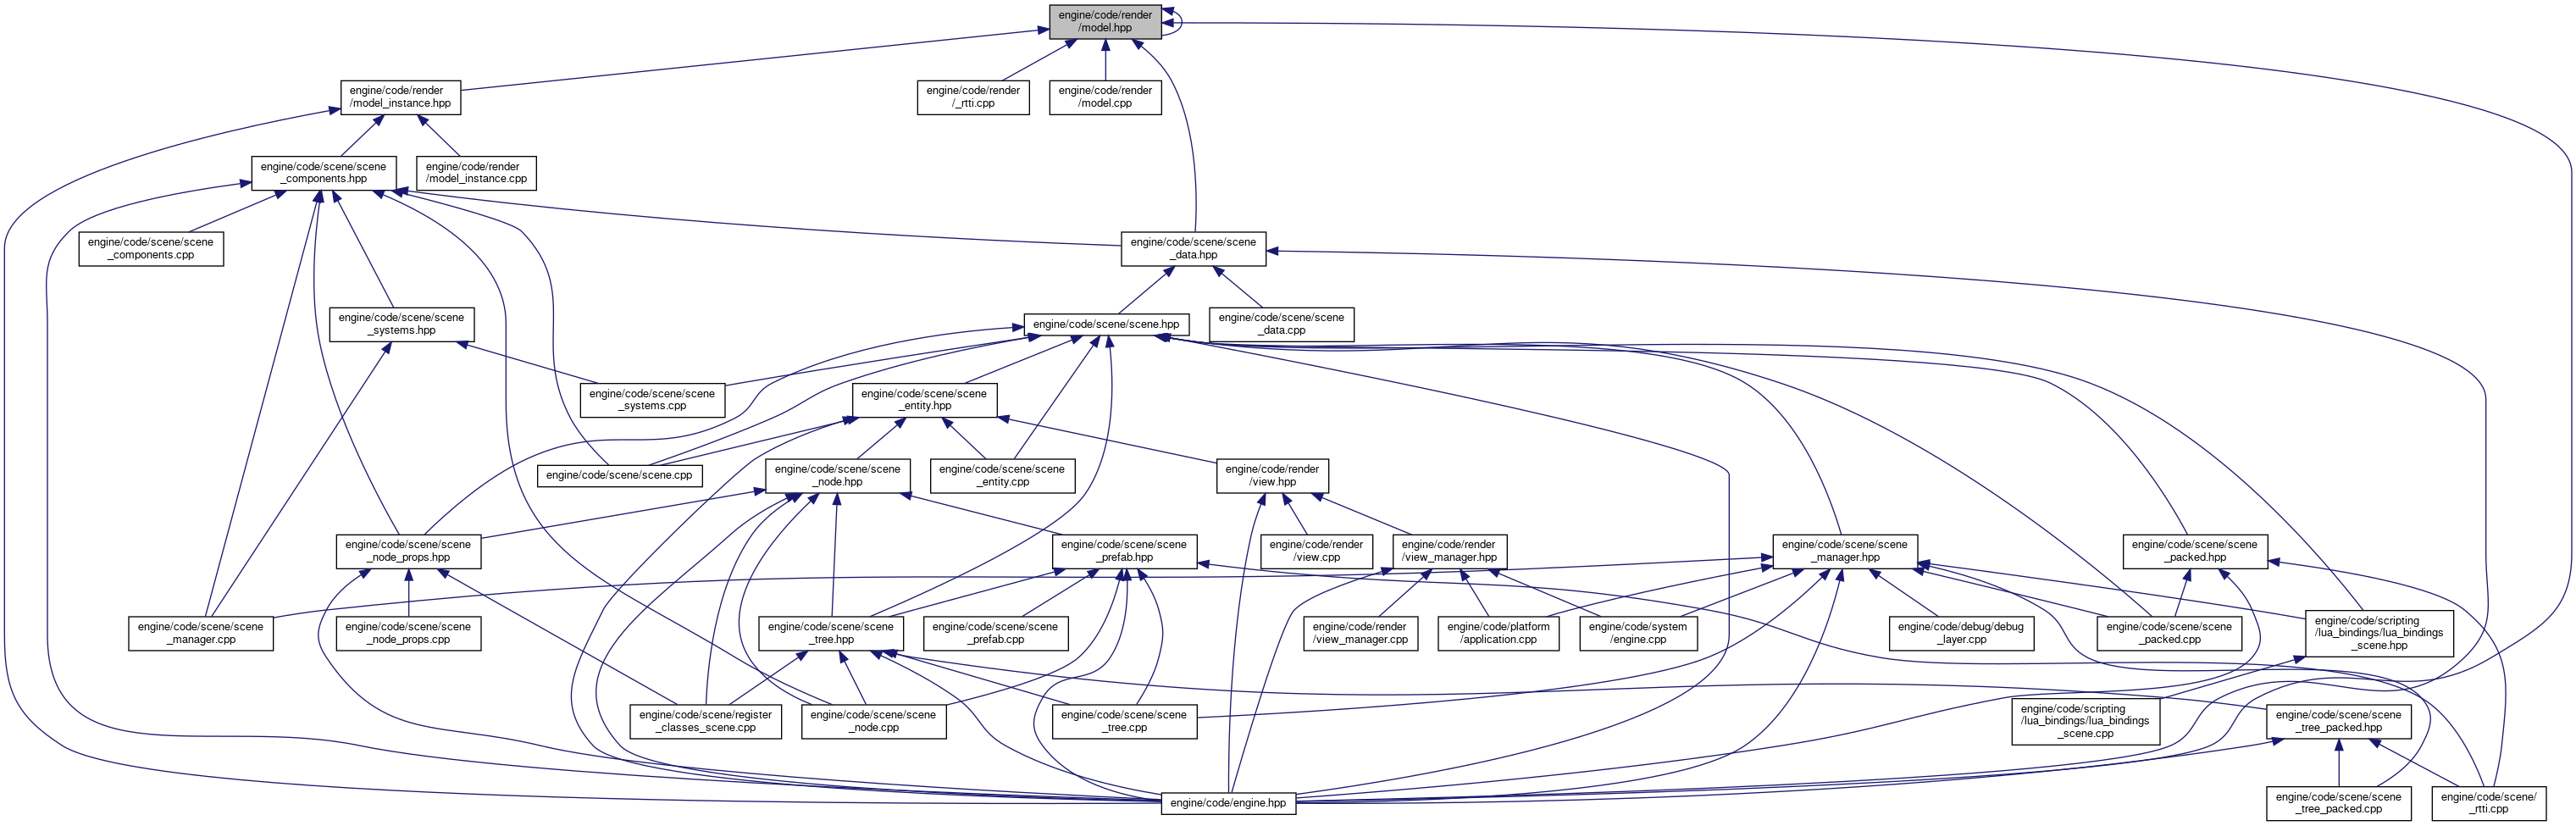 engine/code/render
/model.hpp
engine/code/render
/model_instance.hpp
engine/code/render
/_rtti.cpp
engine/code/render
/model.cpp
engine/code/scene/scene
_components.hpp
engine/code/render
/model_instance.cpp
engine/code/scene/scene
_components.cpp
engine/code/scene/scene
_data.hpp
engine/code/scene/scene
_systems.hpp
engine/code/scene/scene.hpp
engine/code/scene/scene
_data.cpp
engine/code/scene/scene
_systems.cpp
engine/code/scene/scene
_entity.hpp
engine/code/scene/scene.cpp
engine/code/scene/scene
_node.hpp
engine/code/scene/scene
_entity.cpp
engine/code/render
/view.hpp
engine/code/scene/scene
_node_props.hpp
engine/code/scene/scene
_prefab.hpp
engine/code/render
/view.cpp
engine/code/render
/view_manager.hpp
engine/code/scene/scene
_manager.hpp
engine/code/scene/scene
_packed.hpp
engine/code/scene/scene
_manager.cpp
engine/code/scene/scene
_node_props.cpp
engine/code/scene/scene
_tree.hpp
engine/code/scene/scene
_prefab.cpp
engine/code/render
/view_manager.cpp
engine/code/platform
/application.cpp
engine/code/system
/engine.cpp
engine/code/debug/debug
_layer.cpp
engine/code/scene/scene
_packed.cpp
engine/code/scripting
/lua_bindings/lua_bindings
_scene.hpp
engine/code/scene/register
_classes_scene.cpp
engine/code/scene/scene
_node.cpp
engine/code/scene/scene
_tree.cpp
engine/code/scripting
/lua_bindings/lua_bindings
_scene.cpp
engine/code/scene/scene
_tree_packed.hpp
engine/code/engine.hpp
engine/code/scene/scene
_tree_packed.cpp
engine/code/scene/
_rtti.cpp